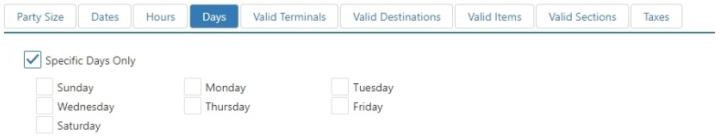 Party Size Dates Hours Days Valid Terminals Valid Destinations Valid Items Valid Sections Taxes
Specific Days Only
Sunday Monday Tuesday
Wednesday Thursday Friday
Saturday